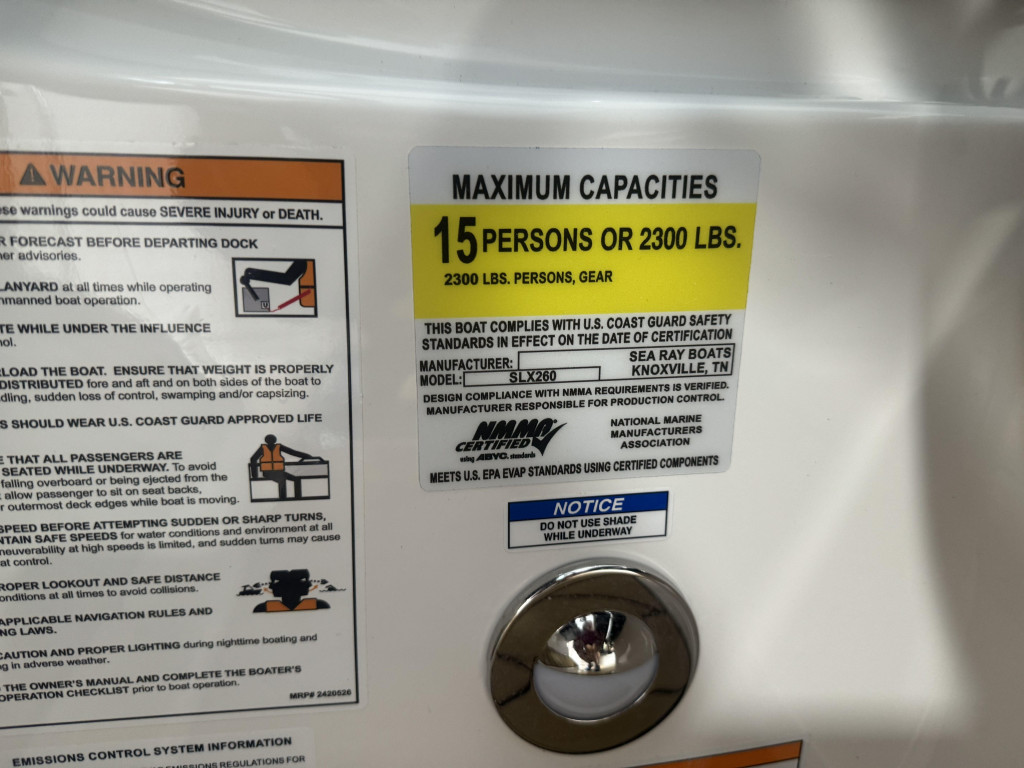 WARNING
se warnings could cause SEVERE INJURY or DEATH.
R FORECAST BEFORE DEPARTING DOCK
er advisories.
LANYARD at all times while operating
nmanned boat operation.
TE WHILE UNDER THE INFLUENCE
ol.
LOAD THE BOAT. ENSURE THAT WEIGHT IS PROPERLY
DISTRIBUTED fore and aft and on both sides of the boat to
dling, sudden loss of control, swamping and/or capsizing.
S SHOULD WEAR U.S. COAST GUARD APPROVED LIFE
E THAT ALL PASSENGERS ARE
SEATED WHILE UNDERWAY. To avoid
falling overboard or being ejected from the
allow passenger to sit on seat backs,
r outermost deck edges while boat is moving.
SPEED BEFORE ATTEMPTING SUDDEN OR SHARP TURNS,
NTAIN SAFE SPEEDS for water conditions and environment at all
neuverability at high speeds is limited, and sudden turns may cause
at control.
ROPER LOOKOUT AND SAFE DISTANCE
onditions at all times to avoid collisions.
APPLICABLE NAVIGATION RULES AND
NG LAWS.
CAUTION AND PROPER LIGHTING during nighttime boating and
g in adverse weather.
THE OWNER'S MANUAL AND COMPLETE THE BOATER'S
OPERATION CHECKLIST prior to boat operation.
MRP# 2420526
EMISSIONS CONTROL SYSTEM INFORMATION
EMISSIONS REGULATIONS FOR
MAXIMUM CAPACITIES
15 PERSONS OR 2300 LBS.
2300 LBS. PERSONS, GEAR
THIS BOAT COMPLIES WITH U.S. COAST GUARD SAFETY
STANDARDS IN EFFECT ON THE DATE OF CERTIFICATION
MANUFACTURER: SEA RAY BOATS
KNOXVILLE, TN
MODEL: SLX260
DESIGN COMPLIANCE WITH NMMA REQUIREMENTS IS VERIFIED.
MANUFACTURER RESPONSIBLE FOR PRODUCTION CONTROL.
NMMA
CERTIFIED
using ABYC. standards
NATIONAL MARINE
MANUFACTURERS
ASSOCIATION
MEETS U.S. EPA EVAP STANDARDS USING CERTIFIED COMPONENTS
NOTICE
DO NOT USE SHADE
WHILE UNDERWAY